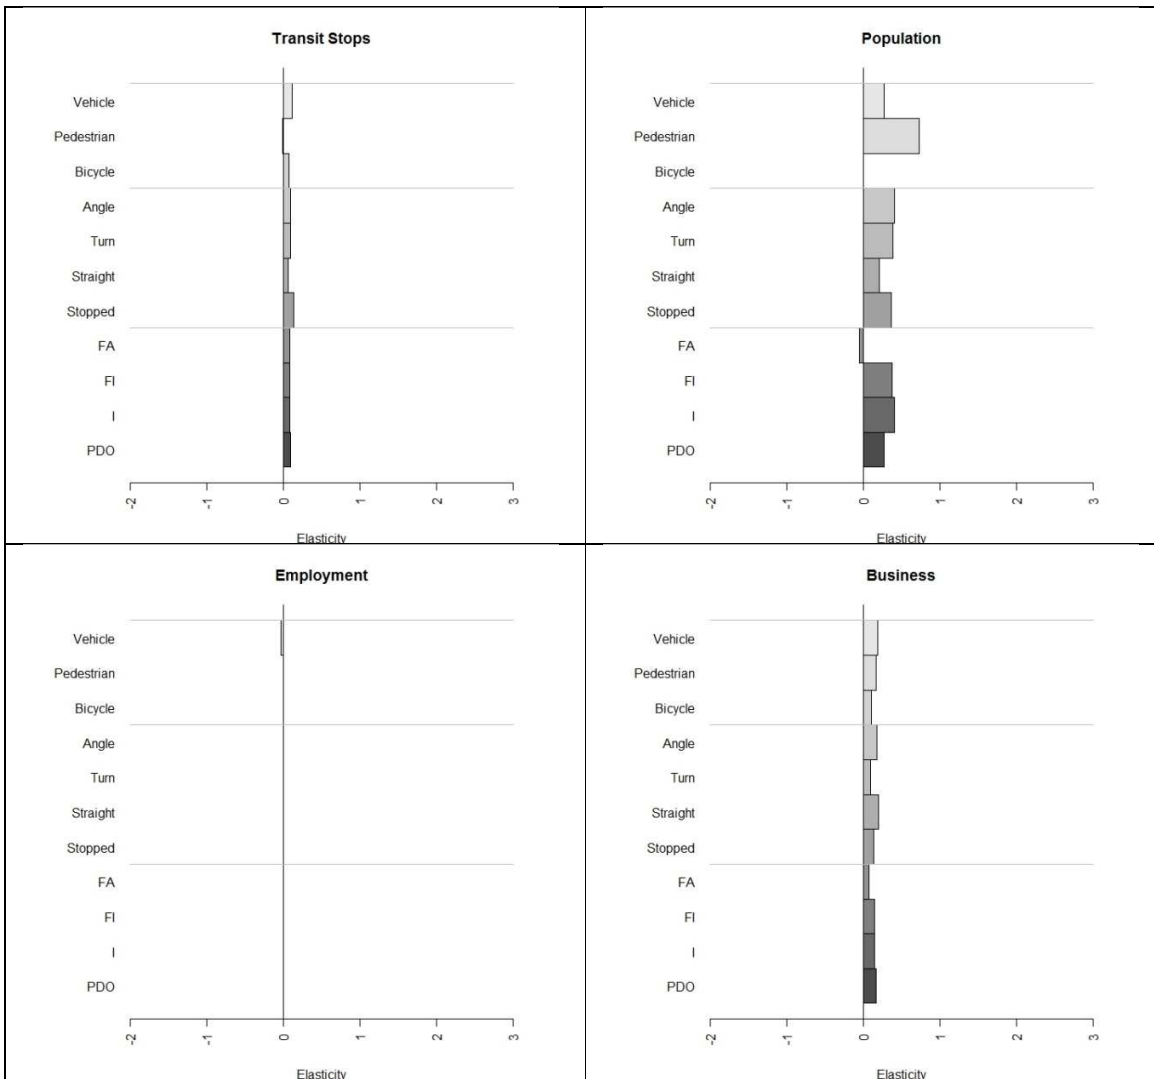 Transit Stops
Vehicle
Pedestrian
Bicycle
Angle
Turn
Straight
Stopped
FA
FI
I
PDO
-2 -1 0 1 2 3
Elasticity
Population
Vehicle
Pedestrian
Bicycle
Angle
Turn
Straight
Stopped
FA
FI
I
PDO
-2 -1 0 1 2 3
Elasticity
Employment
Vehicle
Pedestrian
Bicycle
Angle
Turn
Straight
Stopped
FA
FI
I
PDO
-2 -1 0 1 2 3
Elasticity
Business
Vehicle
Pedestrian
Bicycle
Angle
Turn
Straight
Stopped
FA
FI
I
PDO
-2 -1 0 1 2 3
Elasticity